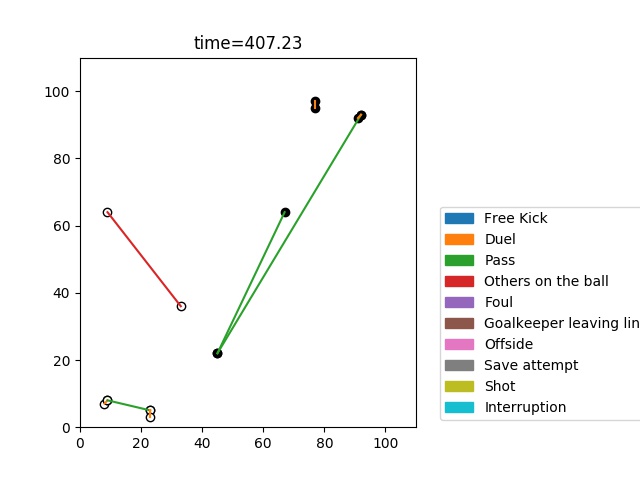 time=407.23
100
80
60
40
20
0
0 20 40 60 80 100
Free Kick
Duel
Pass
Others on the ball
Foul
Goalkeeper leaving lin
Offside
Save attempt
Shot
Interruption